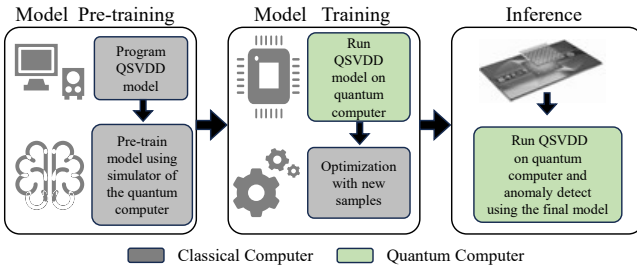 Model Pre-training
Program
QSVDD
model
Pre-train
model using
simulator of
the quantum
computer
Model Training
Run
QSVDD
model on
quantum
computer
Optimization
with new
samples
Inference
Run QSVDD
on quantum
computer and
anomaly detect
using the final model
Classical Computer
Quantum Computer